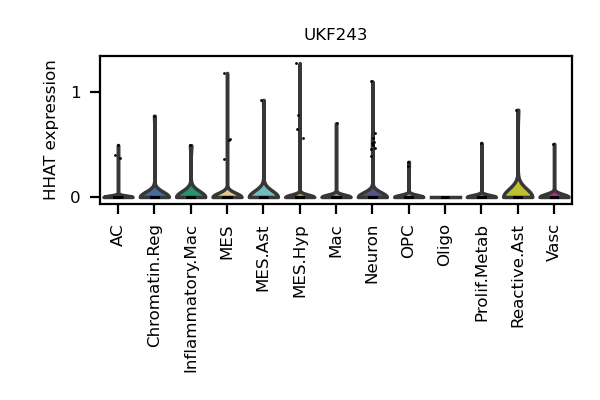 UKF243
HHAT expression
1
0
AC
Chromatin.Reg
Inflammatory.Mac
MES
MES.Ast
MES.Hyp
Mac
Neuron
OPC
Oligo
Prolif.Metab
Reactive.Ast
Vasc